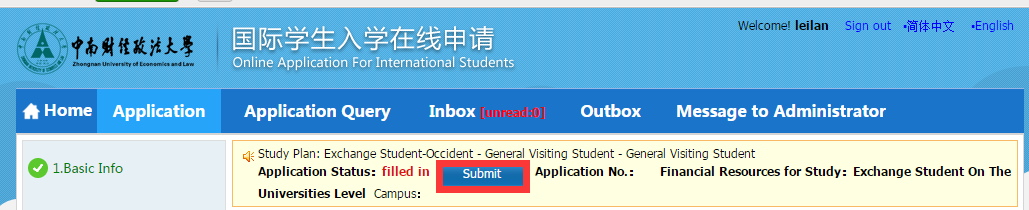 Welcome! leilan Sign out •简体中文 •English
中南财经政法大学
Zhongnan University of Economics and Law
国际学生入学在线申请
Online Application For International Students
Home Application Application Query Inbox [unread:0] Outbox Message to Administrator
1.Basic Info
Study Plan: Exchange Student-Occident - General Visiting Student - General Visiting Student
Application Status：filled in Submit Application No.： Financial Resources for Study：Exchange Student On The
Universities Level Campus：